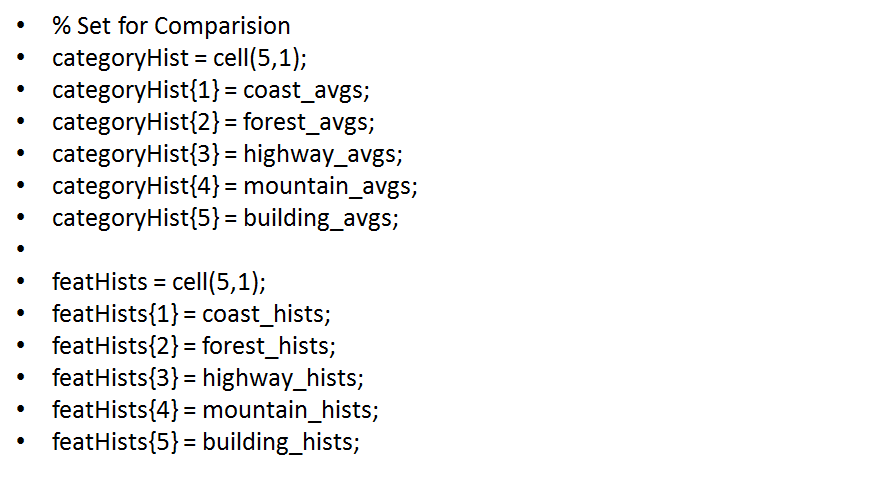 • % Set for Comparision
• categoryHist = cell(5,1);
• categoryHist{1} = coast_avgs;
• categoryHist{2} = forest_avgs;
• categoryHist{3} = highway_avgs;
• categoryHist{4} = mountain_avgs;
• categoryHist{5} = building_avgs;
•
• featHists = cell(5,1);
• featHists{1} = coast_hists;
• featHists{2} = forest_hists;
• featHists{3} = highway_hists;
• featHists{4} = mountain_hists;
• featHists{5} = building_hists;